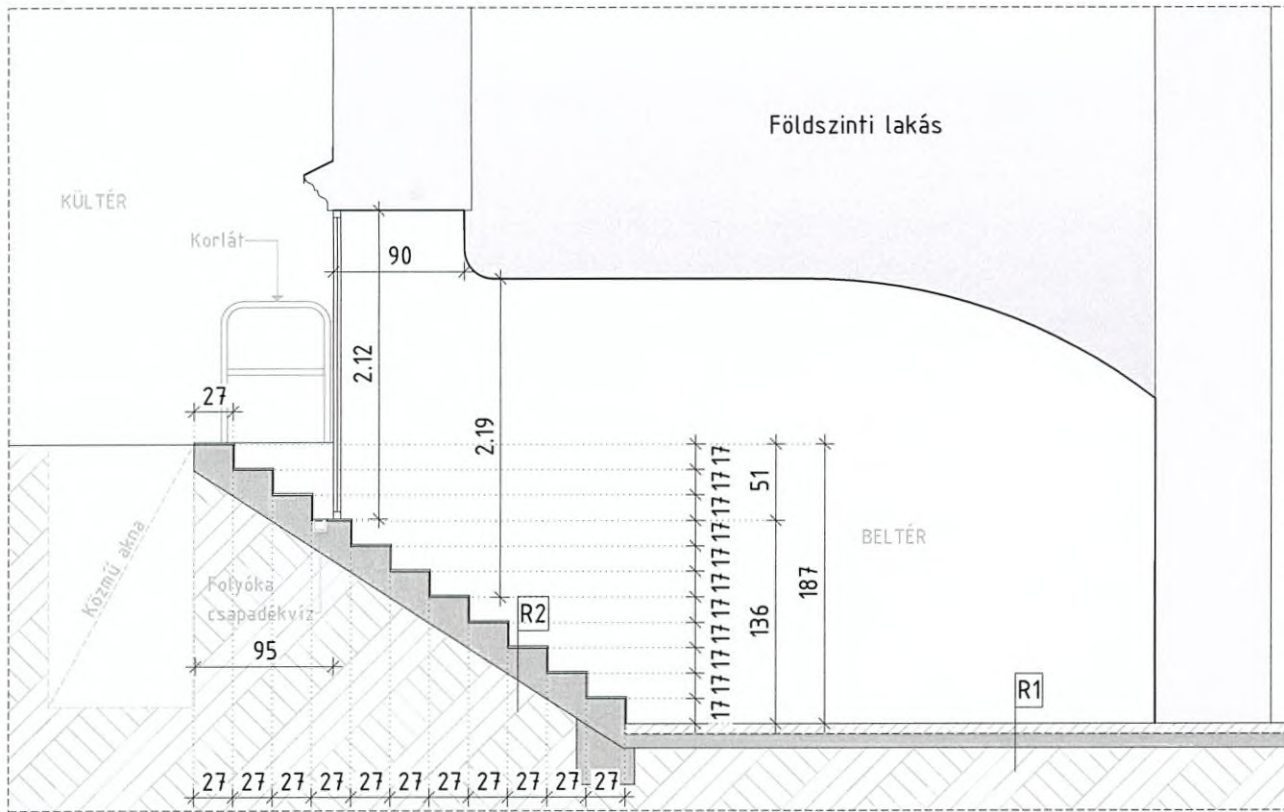 Földszinti lakás
KÜLTÉR
Korlát
90
2.12
27
2.19
17 17 17 17 17 17 17 17 17 17 17
51
136
187
BELTÉR
Közmű akna
Folyóka
csapadékvíz
R2
95
R1
27 27 27 27 27 27 27 27 27 27 27